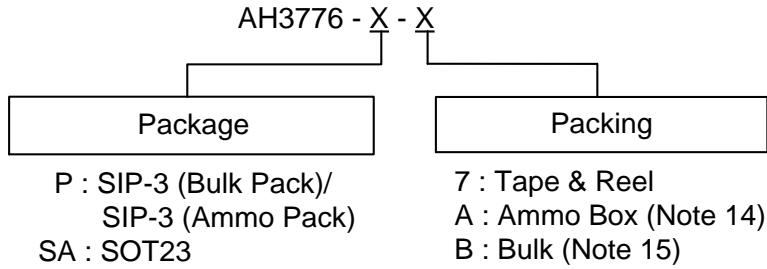 AH3776 - X - X
Package
Packing
P : SIP-3 (Bulk Pack)/
SIP-3 (Ammo Pack)
SA : SOT23
7 : Tape & Reel
A : Ammo Box (Note 14)
B : Bulk (Note 15)